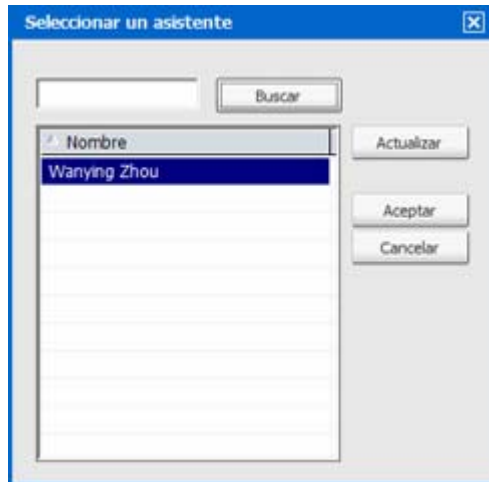 Seleccionar un asistente
Buscar
Nombre
Actualizar
Wanying Zhou
Aceptar
Cancelar